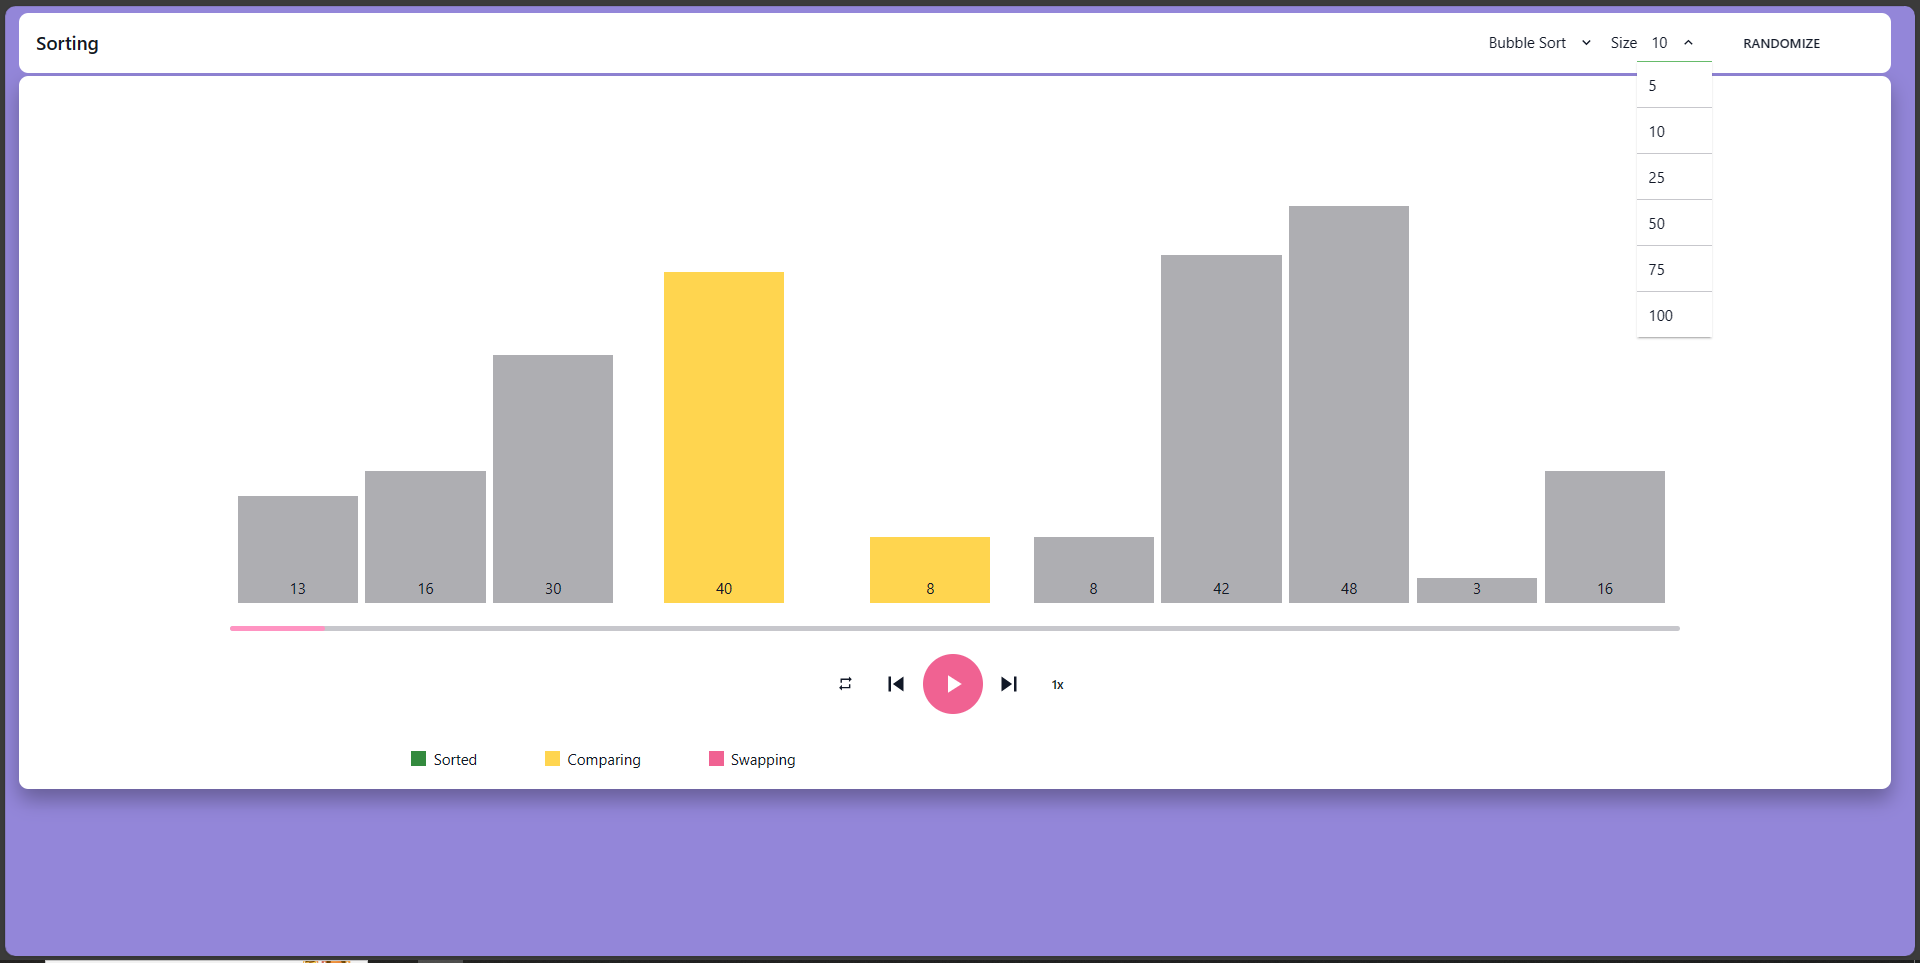 Sorting
Bubble Sort
Size 10
RANDOMIZE
5
10
25
50
75
100
13 16 30 40 8 8 42 48 3 16
1x
Sorted Comparing Swapping